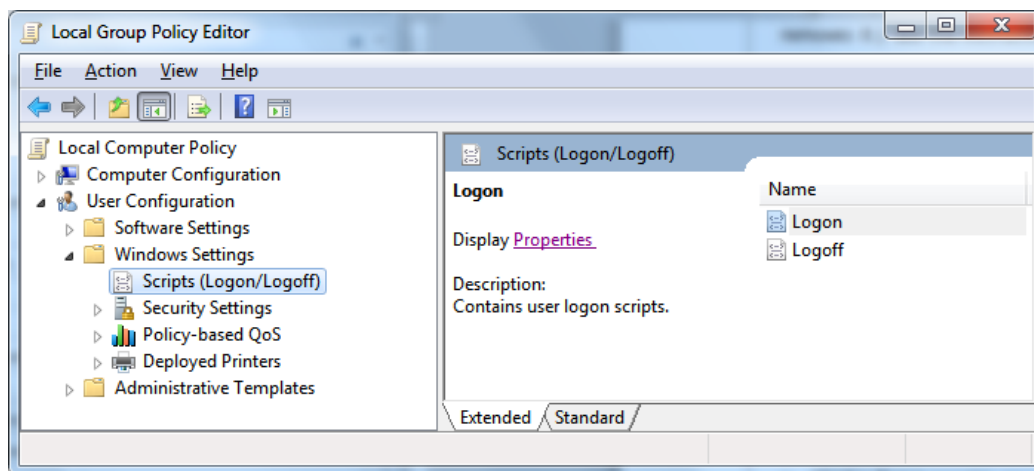 Local Group Policy Editor
File Action View Help
Local Computer Policy
Computer Configuration
User Configuration
Software Settings
Windows Settings
Scripts (Logon/Logoff)
Security Settings
Policy-based QoS
Deployed Printers
Administrative Templates
Scripts (Logon/Logoff)
Logon
Display Properties
Description:
Contains user logon scripts.
Name
Logon
Logoff
Extended Standard